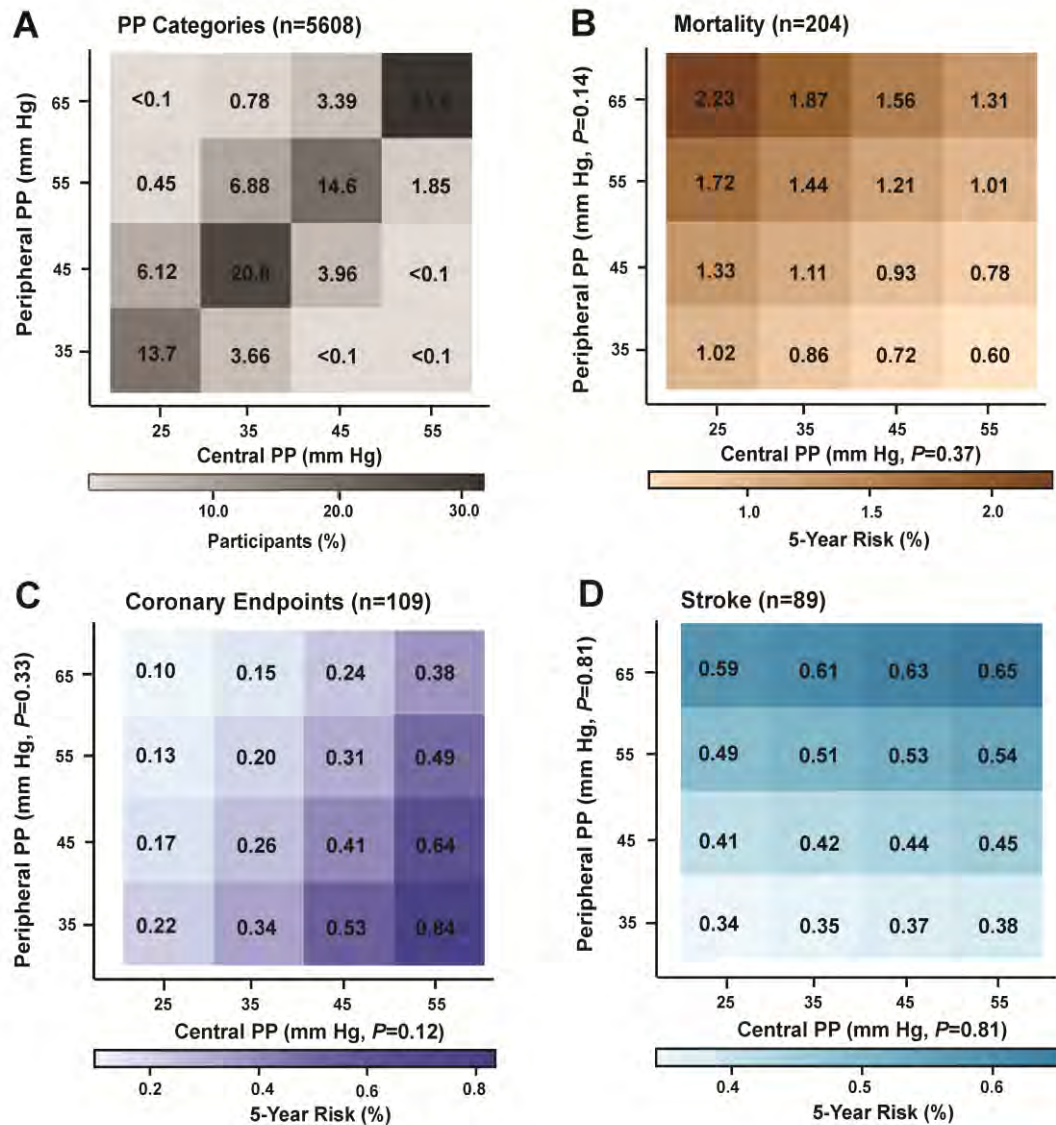 A PP Categories (n=5608)
Peripheral PP (mm Hg)
65 <0.1 0.78 3.39
55 0.45 6.88 14.6 1.85
45 6.12 20.8 3.96 <0.1
35 13.7 3.66 <0.1 <0.1
25 35 45 55
Central PP (mm Hg)
10.0 20.0 30.0
Participants (%)
B Mortality (n=204)
Peripheral PP (mm Hg, P=0.14)
65 2.23 1.87 1.56 1.31
55 1.72 1.44 1.21 1.01
45 1.33 1.11 0.93 0.78
35 1.02 0.86 0.72 0.60
25 35 45 55
Central PP (mm Hg, P=0.37)
1.0 1.5 2.0
5-Year Risk (%)
C Coronary Endpoints (n=109)
Peripheral PP (mm Hg, P=0.33)
65 0.10 0.15 0.24 0.38
55 0.13 0.20 0.31 0.49
45 0.17 0.26 0.41 0.64
35 0.22 0.34 0.53 0.84
25 35 45 55
Central PP (mm Hg, P=0.12)
0.2 0.4 0.6 0.8
5-Year Risk (%)
D Stroke (n=89)
Peripheral PP (mm Hg, P=0.81)
65 0.59 0.61 0.63 0.65
55 0.49 0.51 0.53 0.54
45 0.41 0.42 0.44 0.45
35 0.34 0.35 0.37 0.38
25 35 45 55
Central PP (mm Hg, P=0.81)
0.4 0.5 0.6
5-Year Risk (%)